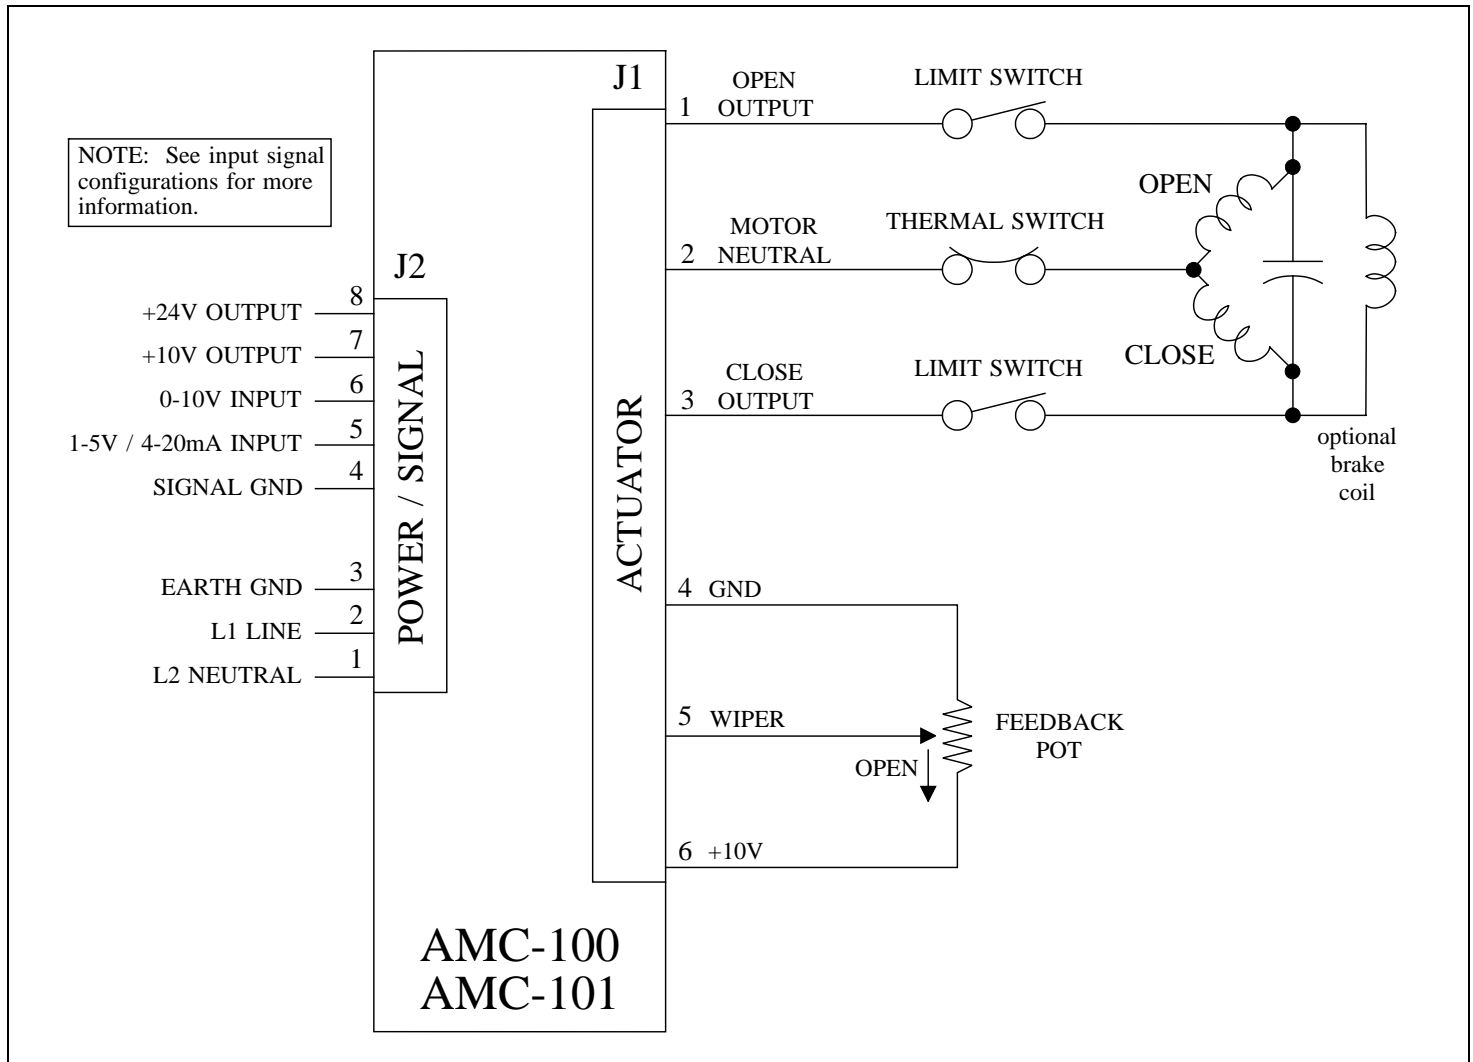 NOTE: See input signal
configurations for more
information.
J2
8
+24V OUTPUT
7
+10V OUTPUT
6
0-10V INPUT
5
1-5V / 4-20mA INPUT
4
SIGNAL GND
3
EARTH GND
2
L1 LINE
1
L2 NEUTRAL
POWER / SIGNAL
J1
ACTUATOR
1
OPEN
OUTPUT
LIMIT SWITCH
2
MOTOR
NEUTRAL
THERMAL SWITCH
3
CLOSE
OUTPUT
LIMIT SWITCH
OPEN
CLOSE
optional
brake
coil
4 GND
5 WIPER
OPEN
FEEDBACK
POT
6 +10V
AMC-100
AMC-101